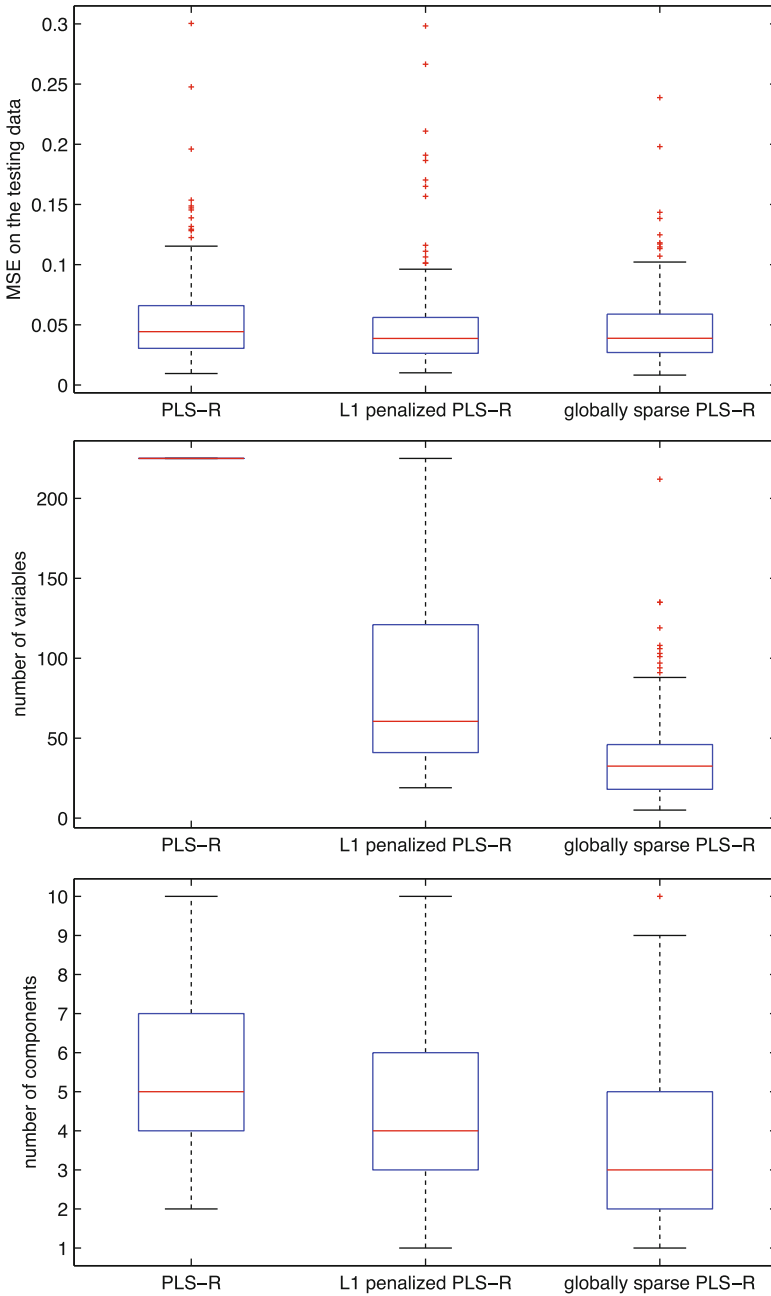 0.3
0.25
0.2
0.15
0.1
0.05
0
MSE on the testing data
PLS−R
L1 penalized PLS−R
globally sparse PLS−R
200
150
100
50
0
number of variables
PLS−R
L1 penalized PLS−R
globally sparse PLS−R
10
9
8
7
6
5
4
3
2
1
number of components
PLS−R
L1 penalized PLS−R
globally sparse PLS−R